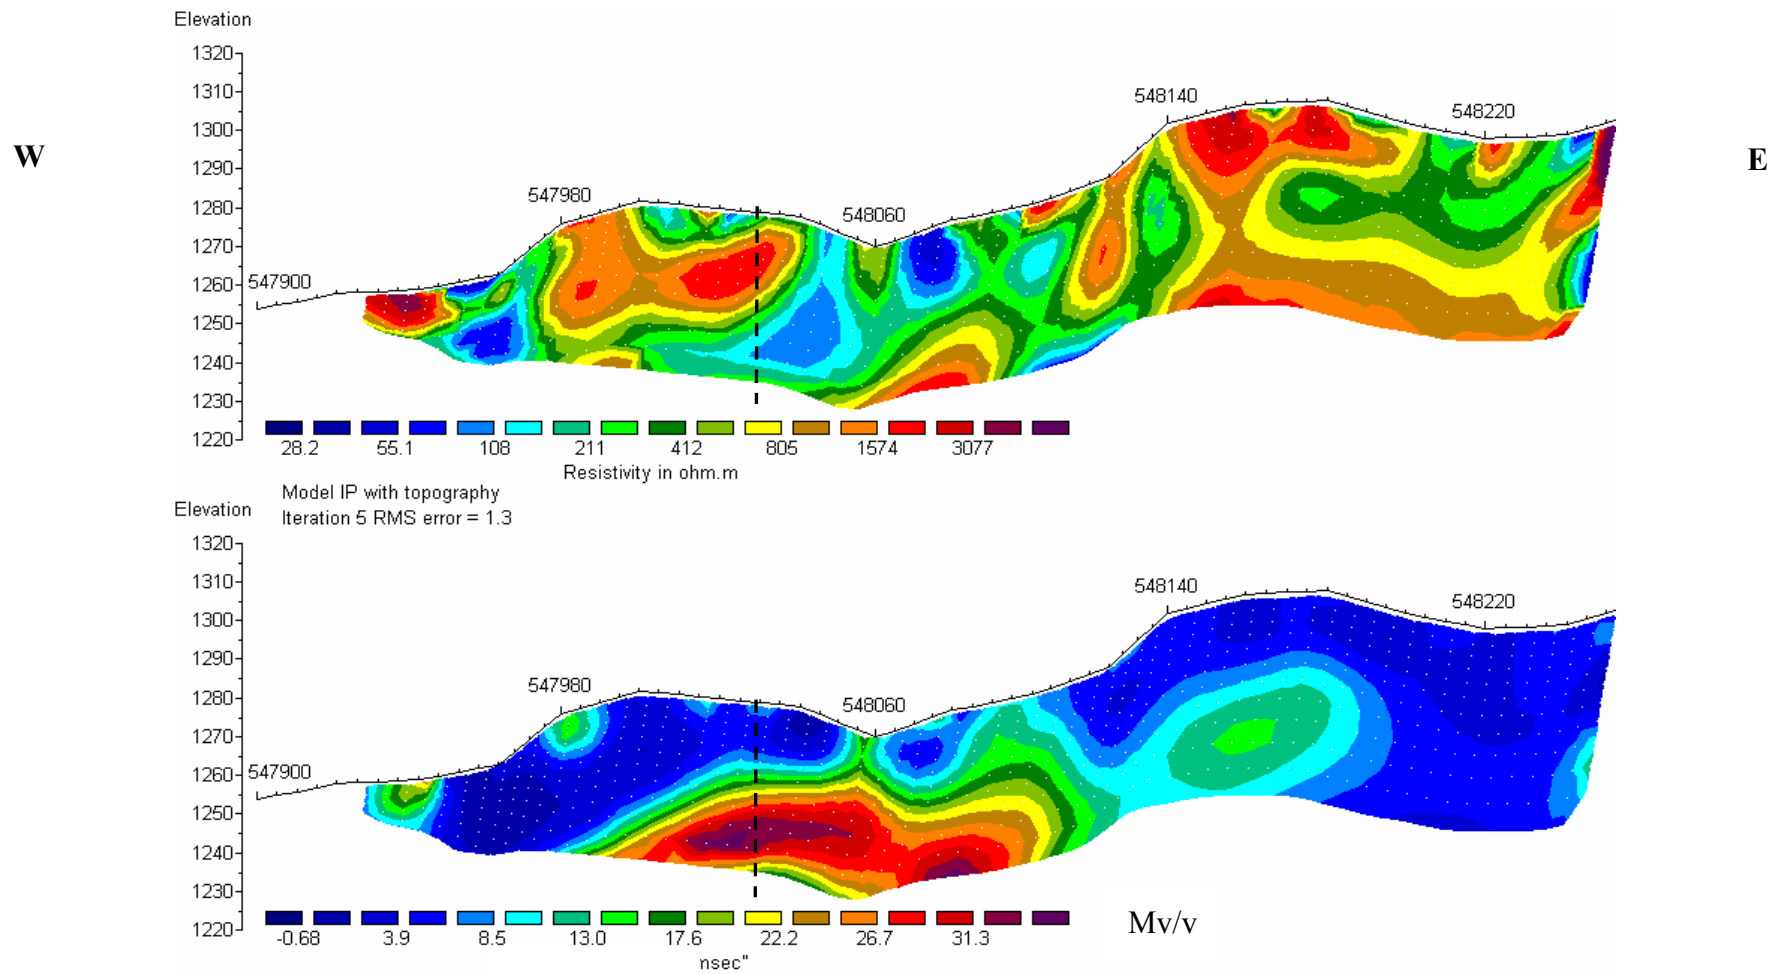 Elevation
1320
1310
548140
1300
548220
W
E
1290
547980
1280
548060
1270
547900
1260
1250
1240
1230
1220
28.2 55.1 108 211 412 805 1574 3077
Resistivity in ohm.m
Model IP with topography
Elevation
Iteration 5 RMS error = 1.3
1320
1310
548140
1300
548220
1290
547980
1280
548060
1270
547900
1260
1250
1240
1230
1220
-0.68 3.9 8.5 13.0 17.6 22.2 26.7 31.3
Mv/v
nsec"